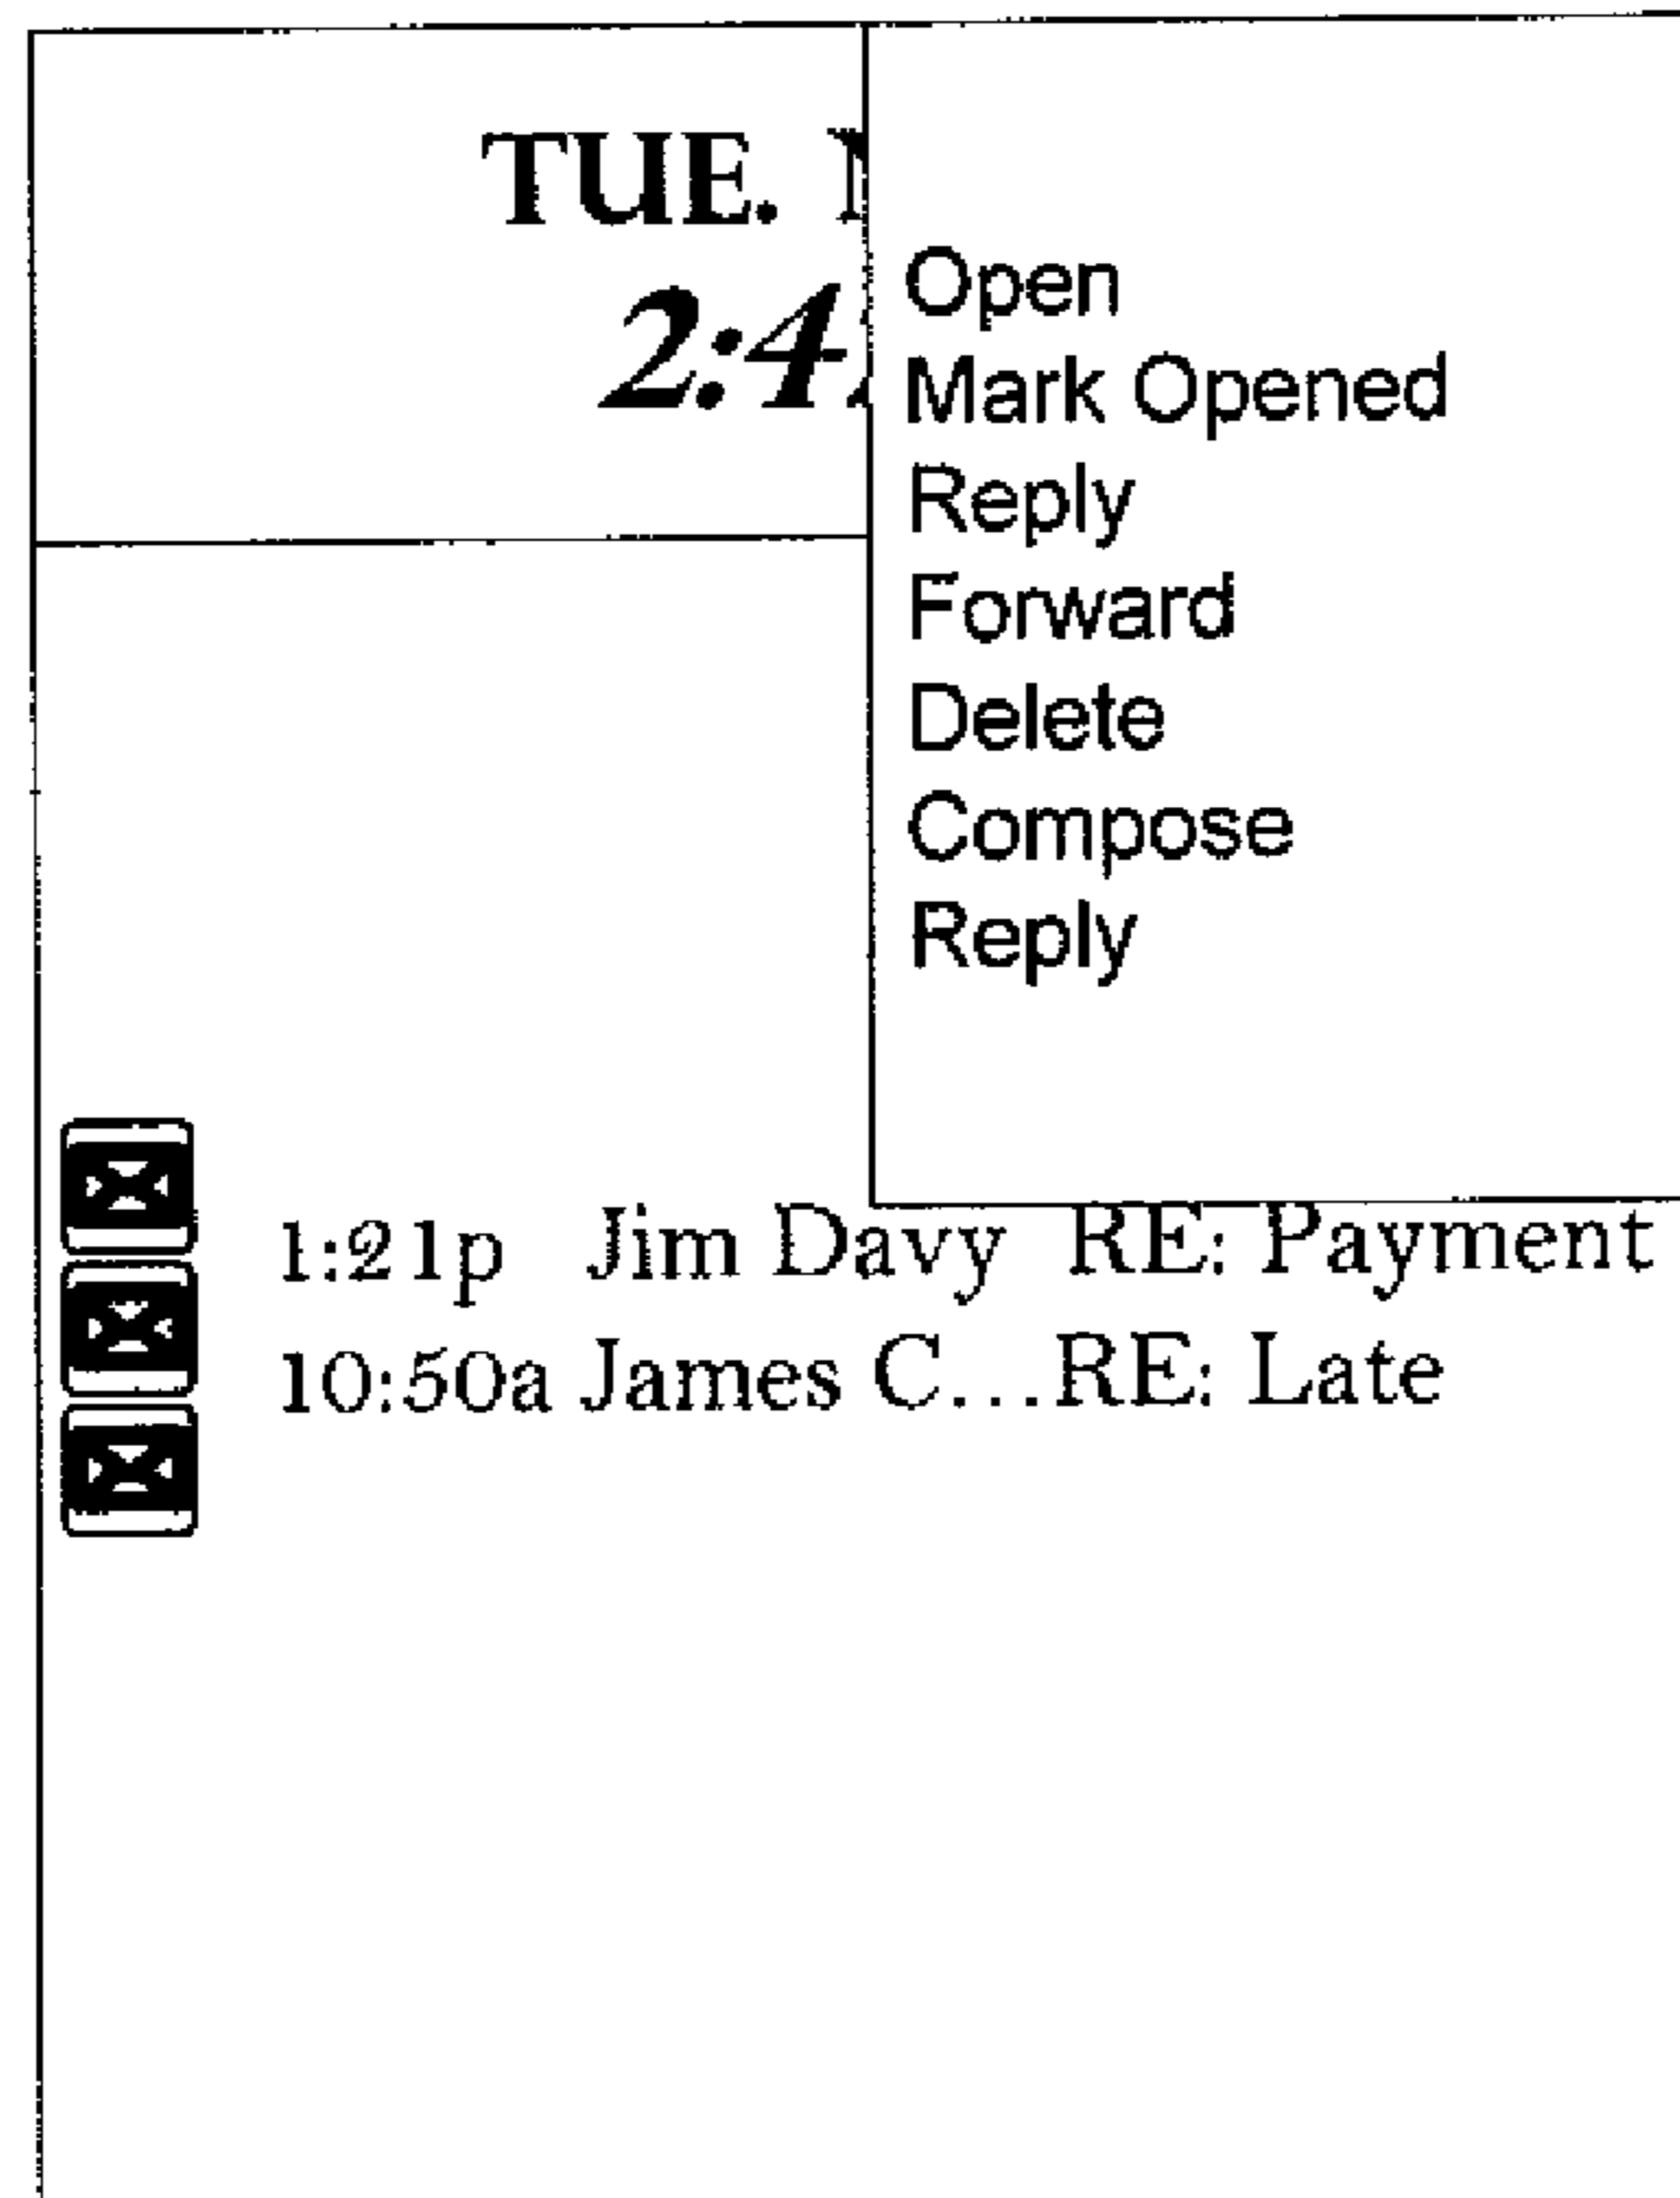 TUE.
2:4
Open
Mark Opened
Reply
Forward
Delete
Compose
Reply
1:21p Jim Davy RE: Payment
10:50a James C...RE: Late